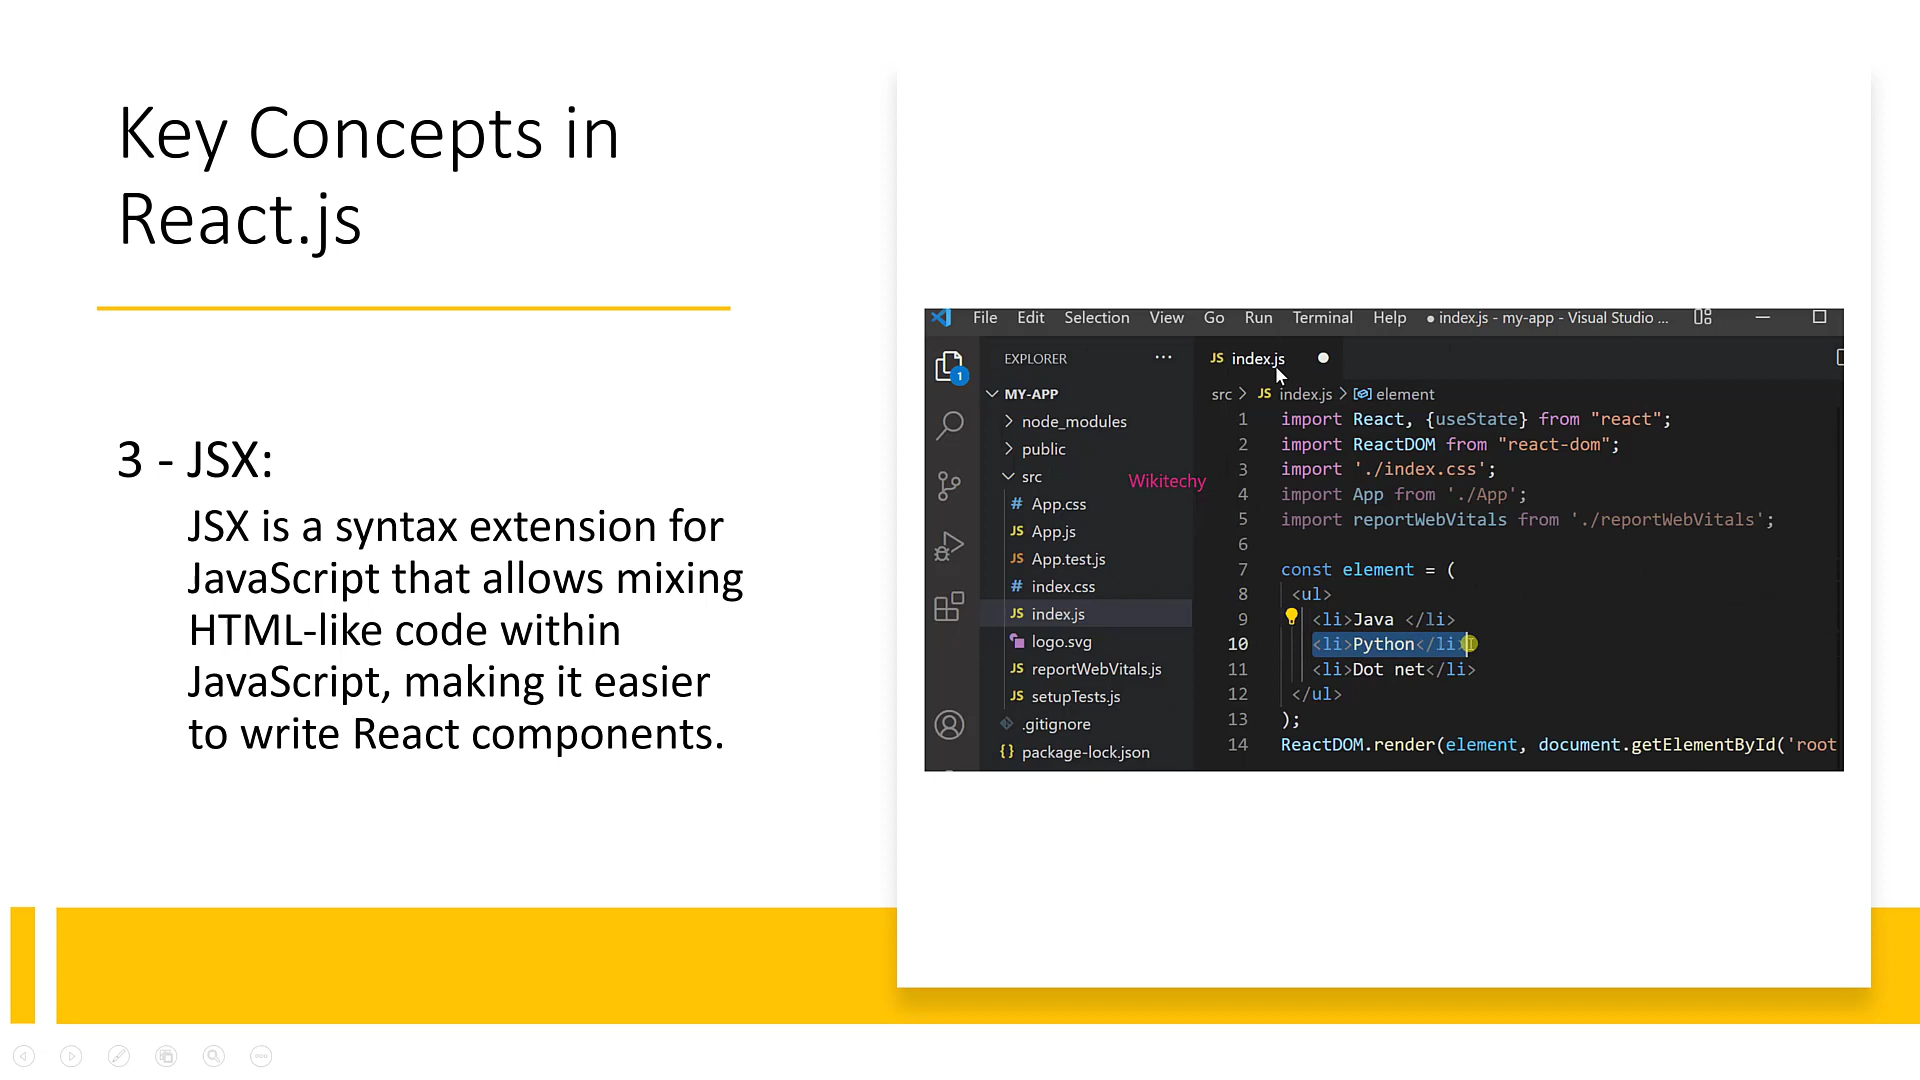 Key Concepts in
React.js
3 - JSX:
JSX is a syntax extension for
JavaScript that allows mixing
HTML-like code within
JavaScript, making it easier
to write React components.
File Edit Selection View Go Run Terminal Help ● index.js - my-app - Visual Studio ...
EXPLORER ...
1
MY-APP
node_modules
public
src
# App.css
JS App.js
JS App.test.js
# index.css
JS index.js
logo.svg
JS reportWebVitals.js
JS setupTests.js
.gitignore
{} package-lock.json
Wikitechy
JS index.js ●
src > JS index.js > element
1 import React, {useState} from "react";
2 import ReactDOM from "react-dom";
3 import './index.css';
4 import App from './App';
5 import reportWebVitals from './reportWebVitals';
6
7 const element = (
8 <ul>
9 <li>Java </li>
10 <li>Python</li>
11 <li>Dot net</li>
12 </ul>
13 );
14 ReactDOM.render(element, document.getElementById('root